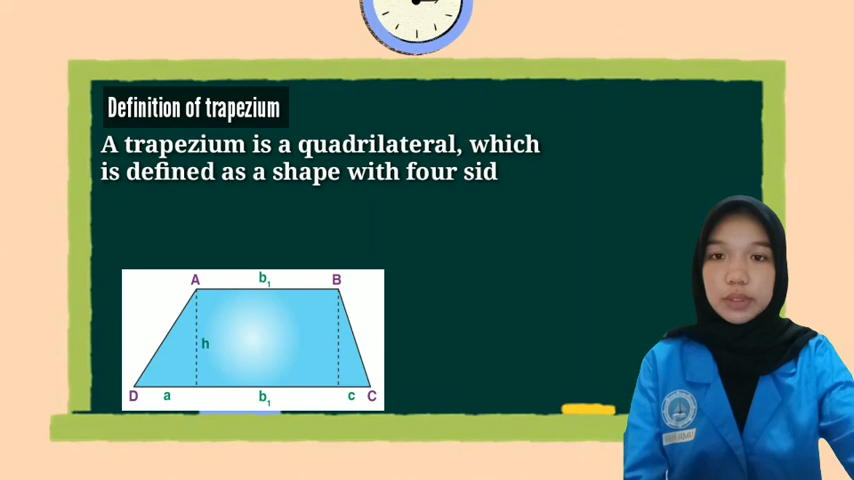 Definition of trapezium
A trapezium is a quadrilateral, which
is defined as a shape with four sid
A b1 B
h
D a b1 c C